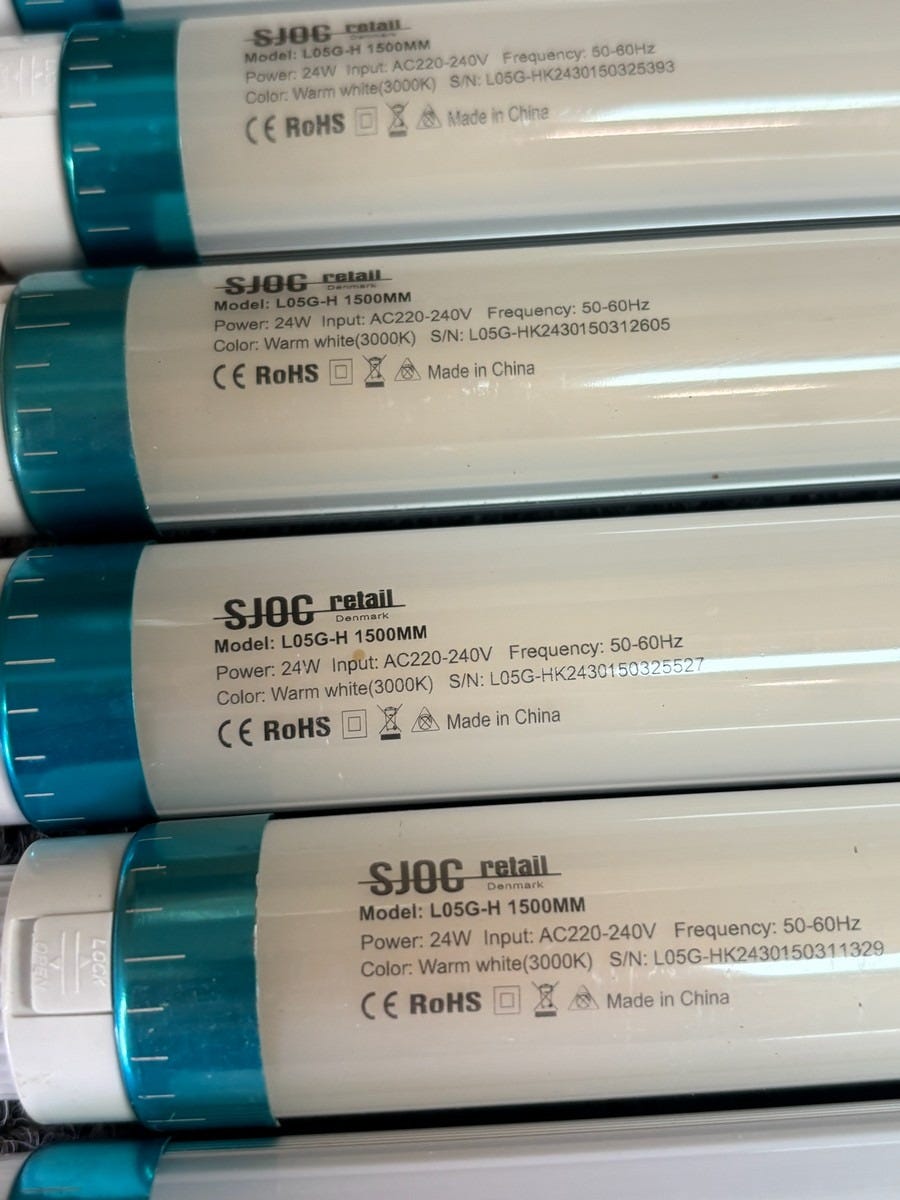 SJOG retail
Denmark
Model: L05G-H 1500MM
Power: 24W Input: AC220-240V Frequency: 50-60Hz
Color: Warm white(3000K) S/N: L05G-HK2430150325393
CE RoHS Made in China
SJOG retail
Denmark
Model: L05G-H 1500MM
Power: 24W Input: AC220-240V Frequency: 50-60Hz
Color: Warm white(3000K) S/N: L05G-HK2430150312605
CE RoHS Made in China
SJOG retail
Denmark
Model: L05G-H 1500MM
Power: 24W Input: AC220-240V Frequency: 50-60Hz
Color: Warm white(3000K) S/N: L05G-HK2430150325527
CE RoHS Made in China
SJOG retail
Denmark
Model: L05G-H 1500MM
Power: 24W Input: AC220-240V Frequency: 50-60Hz
Color: Warm white(3000K) S/N: L05G-HK2430150311329
CE RoHS Made in China
LOCK
OPEN